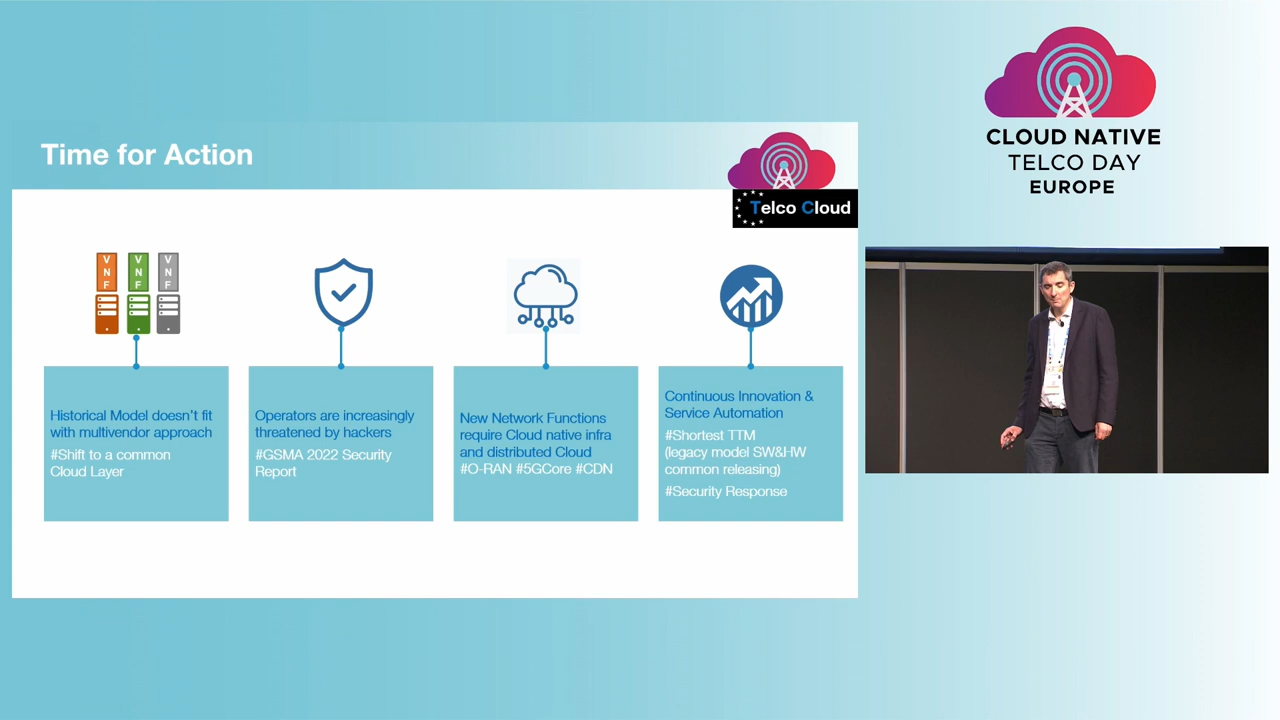 Time for Action
Telco Cloud
VNF
VNF
VNF
Historical Model doesn't fit
with multivendor approach
#Shift to a common
Cloud Layer
Operators are increasingly
threatened by hackers
#GSMA 2022 Security
Report
New Network Functions
require Cloud native infra
and distributed Cloud
#O-RAN #5GCore #CDN
Continuous Innovation &
Service Automation
#Shortest TTM
(legacy model SW&HW
common releasing)
#Security Response
CLOUD NATIVE
TELCO DAY
EUROPE